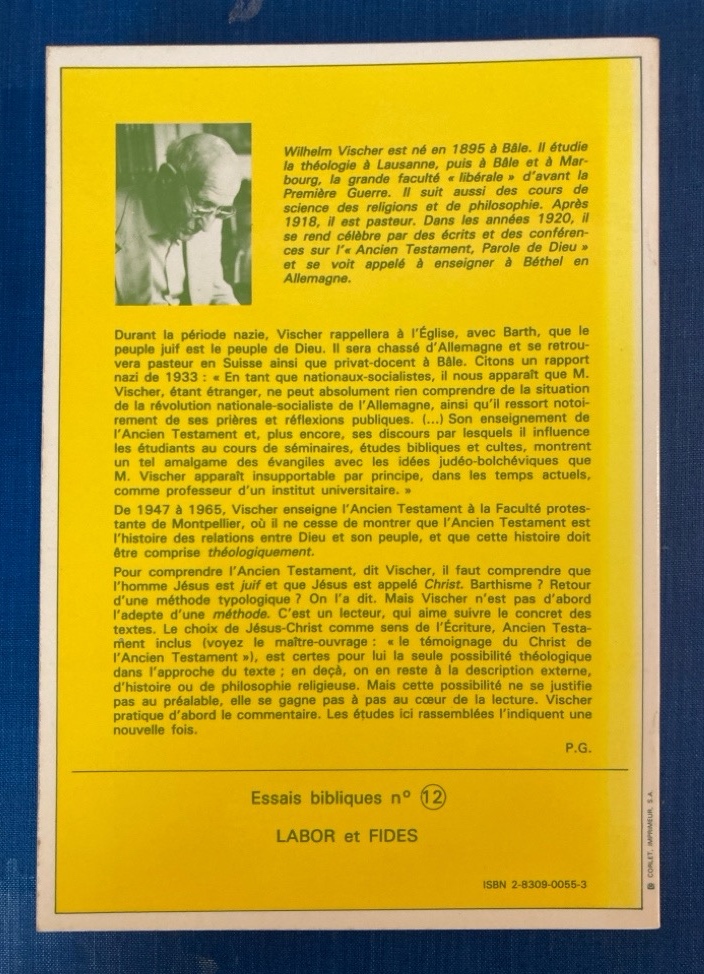 Wilhelm Vischer est né en 1895 à Bâle. Il étudie
la théologie à Lausanne, puis à Bâle et à Mar-
bourg, la grande faculté « libérale » d'avant la
Première Guerre. Il suit aussi des cours de
science des religions et de philosophie. Après
1918, il est pasteur. Dans les années 1920, il
se rend célèbre par des écrits et des conféren-
ces sur l'« Ancien Testament, Parole de Dieu »
et se voit appelé à enseigner à Béthel en
Allemagne.
Durant la période nazie, Vischer rappellera à l'Église, avec Barth, que le
peuple juif est le peuple de Dieu. Il sera chassé d'Allemagne et se retrou-
vera pasteur en Suisse ainsi que privat-docent à Bâle. Citons un rapport
nazi de 1933 : « En tant que nationaux-socialistes, il nous apparaît que M.
Vischer, étant étranger, ne peut absolument rien comprendre de la situation
de la révolution nationale-socialiste de l'Allemagne, ainsi qu'il ressort notoi-
rement de ses prières et réflexions publiques. (...) Son enseignement de
l'Ancien Testament et, plus encore, ses discours par lesquels il influence
les étudiants au cours de séminaires, études bibliques et cultes, montrent
un tel amalgame des évangiles avec les idées judéo-bolchéviques que
M. Vischer apparaît insupportable par principe, dans les temps actuels,
comme professeur d'un institut universitaire. »
De 1947 à 1965, Vischer enseigne l'Ancien Testament à la Faculté protes-
tante de Montpellier, où il ne cesse de montrer que l'Ancien Testament est
l'histoire des relations entre Dieu et son peuple, et que cette histoire doit
être comprise théologiquement.
Pour comprendre l'Ancien Testament, dit Vischer, il faut comprendre que
l'homme Jésus est juif et que Jésus est appelé Christ. Barthisme ? Retour
d'une méthode typologique ? On l'a dit. Mais Vischer n'est pas d'abord
l'adepte d'une méthode. C'est un lecteur, qui aime suivre le concret des
textes. Le choix de Jésus-Christ comme sens de l'Écriture, Ancien Testa-
ment inclus (voyez le maître-ouvrage : « le témoignage du Christ de
l'Ancien Testament »), est certes pour lui la seule possibilité théologique
dans l'approche du texte ; en deçà, on en reste à la description externe,
d'histoire ou de philosophie religieuse. Mais cette possibilité ne se justifie
pas au préalable, elle se gagne pas à pas au cœur de la lecture. Vischer
pratique d'abord le commentaire. Les études ici rassemblées l'indiquent une
nouvelle fois.
P.G.
Essais bibliques n° 12
LABOR et FIDES
ISBN 2-8309-0055-3
CORLET, IMPRIMEUR, S.A.